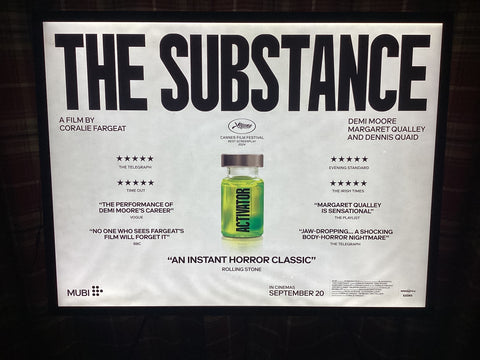 THE SUBSTANCE
A FILM BY
CORALIE FARGEAT
CANNES FILM FESTIVAL
BEST SCREENPLAY
2024
DEMI MOORE
MARGARET QUALLEY
AND DENNIS QUAID
★★★★★
THE TELEGRAPH
★★★★★
TIME OUT
"THE PERFORMANCE OF
DEMI MOORE'S CAREER"
VOGUE
"NO ONE WHO SEES FARGEAT'S
FILM WILL FORGET IT"
BBC
ACTIVATOR
★★★★★
EVENING STANDARD
★★★★★
THE IRISH TIMES
"MARGARET QUALLEY
IS SENSATIONAL"
THE PLAYLIST
"JAW-DROPPING... A SHOCKING
BODY-HORROR NIGHTMARE"
THE TELEGRAPH
"AN INSTANT HORROR CLASSIC"
ROLLING STONE
MUBI
IN CINEMAS
SEPTEMBER 20